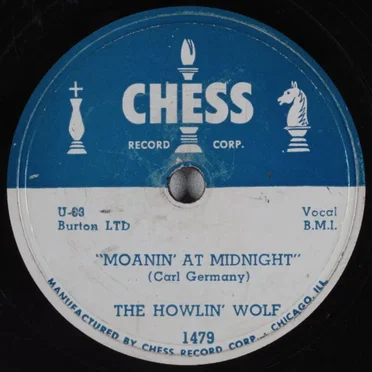 CHESS
RECORD CORP.
U-63
Burton LTD
Vocal
B.M.I.
"MOANIN' AT MIDNIGHT"
(Carl Germany)
THE HOWLIN' WOLF
1479
MANUFACTURED BY CHESS RECORD CORP. CHICAGO, ILL